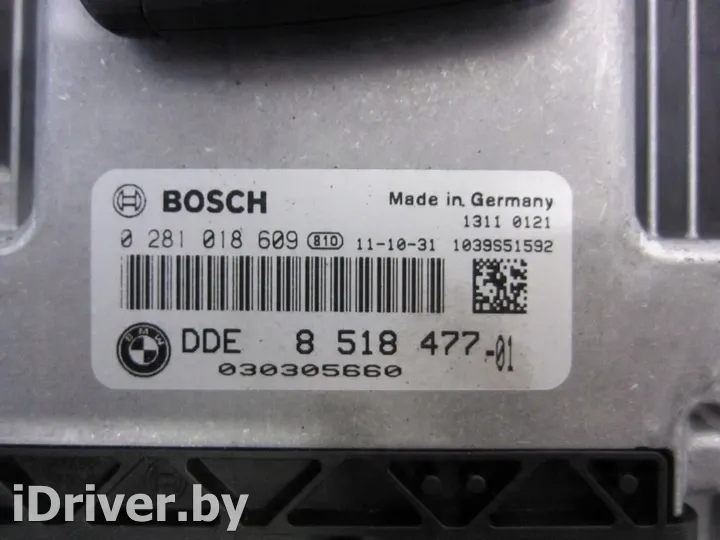 BOSCH
Made in Germany
1311 0121
0 281 018 609 810 11-10-31 1039S51592
BMW
DDE 8 518 477-01
030305660
iDriver.by